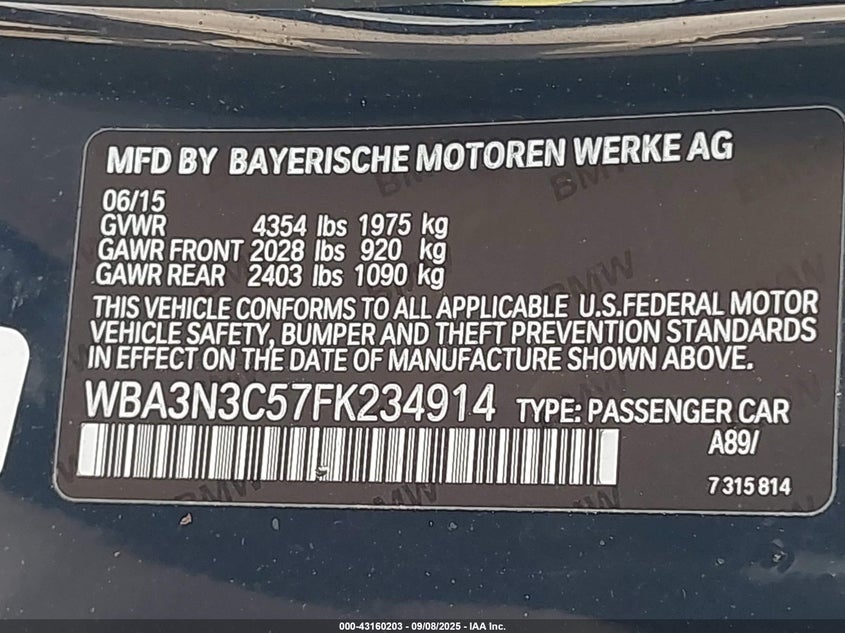 MFD BY BAYERISCHE MOTOREN WERKE AG
06/15
GVWR 4354 lbs 1975 kg
GAWR FRONT 2028 lbs 920 kg
GAWR REAR 2403 lbs 1090 kg
THIS VEHICLE CONFORMS TO ALL APPLICABLE U.S.FEDERAL MOTOR
VEHICLE SAFETY, BUMPER AND THEFT PREVENTION STANDARDS
IN EFFECT ON THE DATE OF MANUFACTURE SHOWN ABOVE.
WBA3N3C57FK234914 TYPE: PASSENGER CAR
A89/
7 315 814
000-43160203 - 09/08/2025 - IAA Inc.